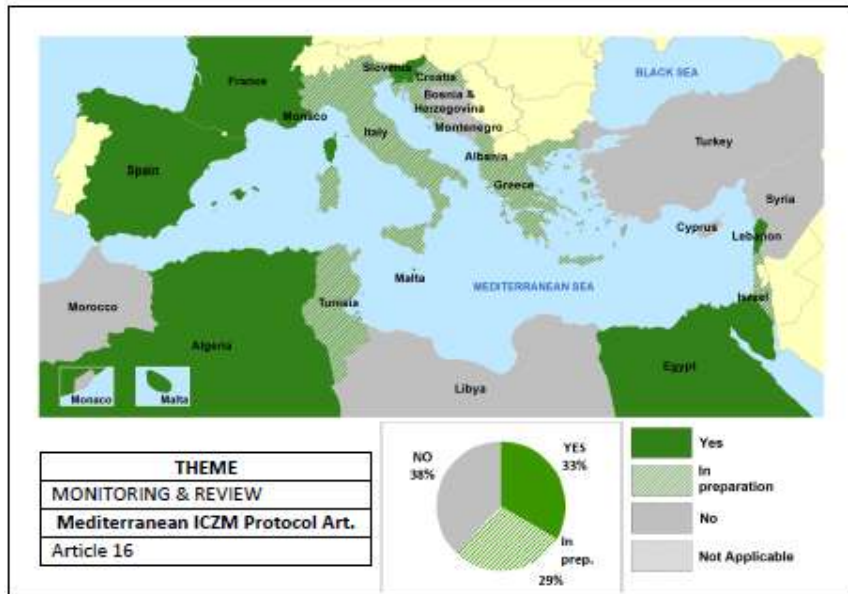 Slovenia
France
Croatia
BLACK SEA
Bosnia &
Herzegovina
Monaco
Montenegro
Italy
Turkey
Albania
Spain
Greece
Syria
Cyprus
Lebanon
Malta
MEDITERRANEAN SEA
Morocco
Tunisia
Israel
Algeria
Egypt
Libya
Monaco
Malta
THEME
MONITORING & REVIEW
Mediterranean ICZM Protocol Art.
Article 16
NO
38%
YES
33%
In
prep.
29%
Yes
In
preparation
No
Not Applicable